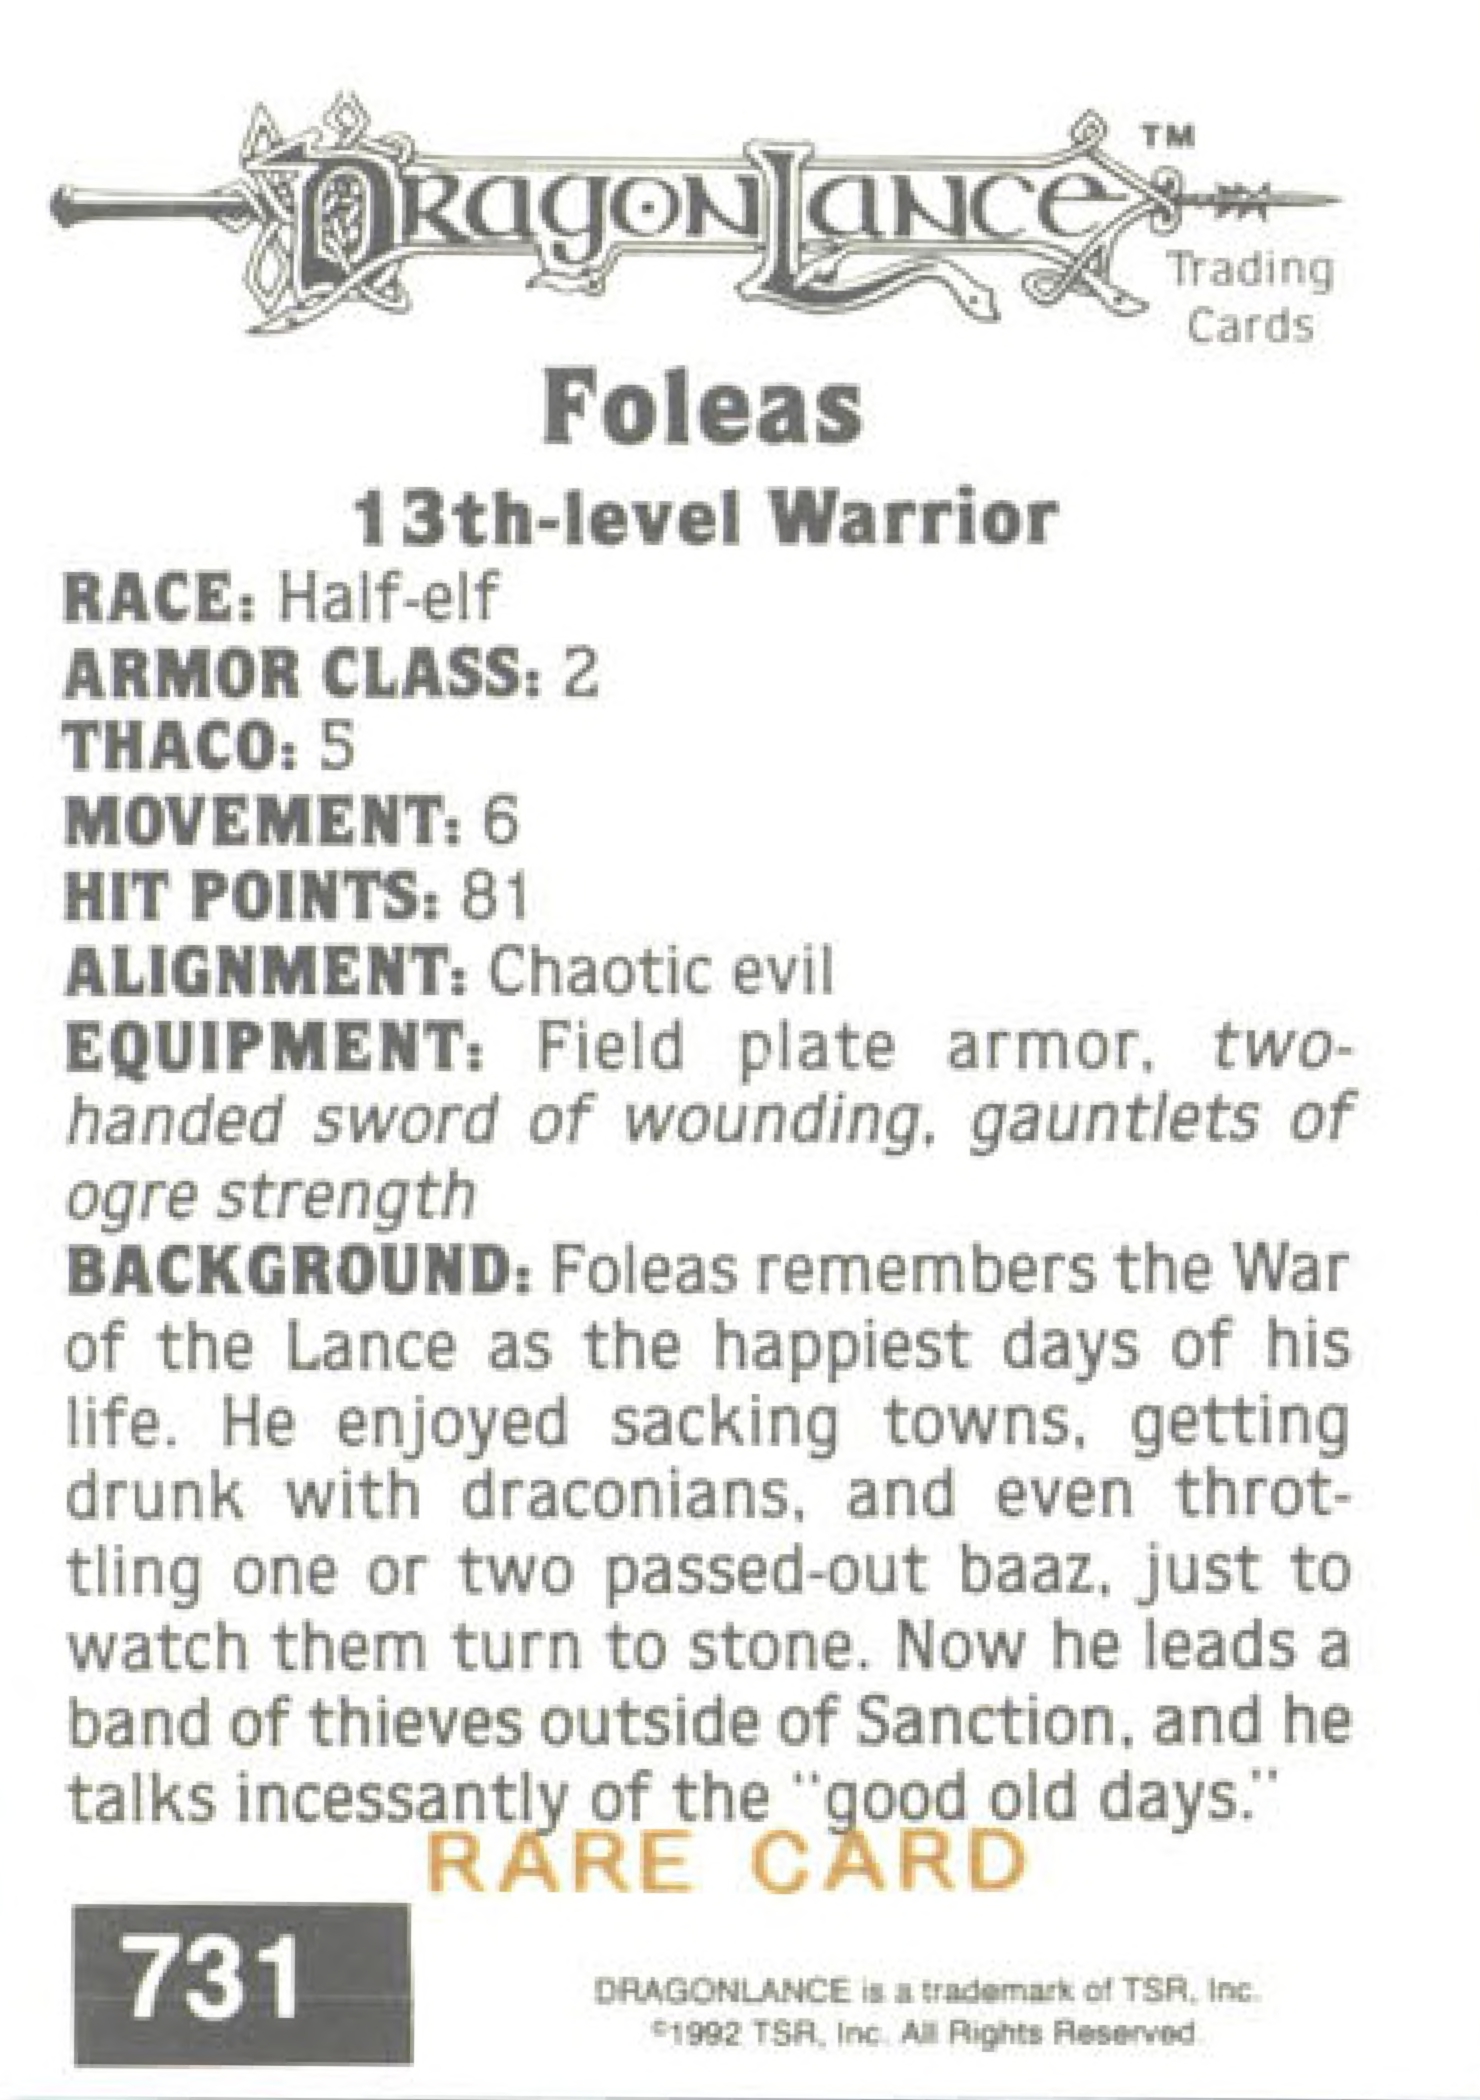 DRAGONLANCE ™
Trading
Cards
Foleas
13th-level Warrior
RACE: Half-elf
ARMOR CLASS: 2
THACO: 5
MOVEMENT: 6
HIT POINTS: 81
ALIGNMENT: Chaotic evil
EQUIPMENT: Field plate armor, two-
handed sword of wounding, gauntlets of
ogre strength
BACKGROUND: Foleas remembers the War
of the Lance as the happiest days of his
life. He enjoyed sacking towns, getting
drunk with draconians, and even throt-
tling one or two passed-out baaz, just to
watch them turn to stone. Now he leads a
band of thieves outside of Sanction, and he
talks incessantly of the "good old days."
RARE CARD
731
DRAGONLANCE is a trademark of TSR, Inc.
©1992 TSR, Inc. All Rights Reserved.